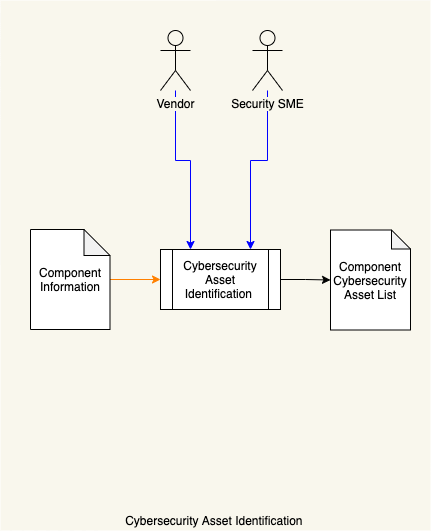 Vendor
Security SME
Component
Information
Cybersecurity
Asset
Identification
Component
Cybersecurity
Asset List
Cybersecurity Asset Identification